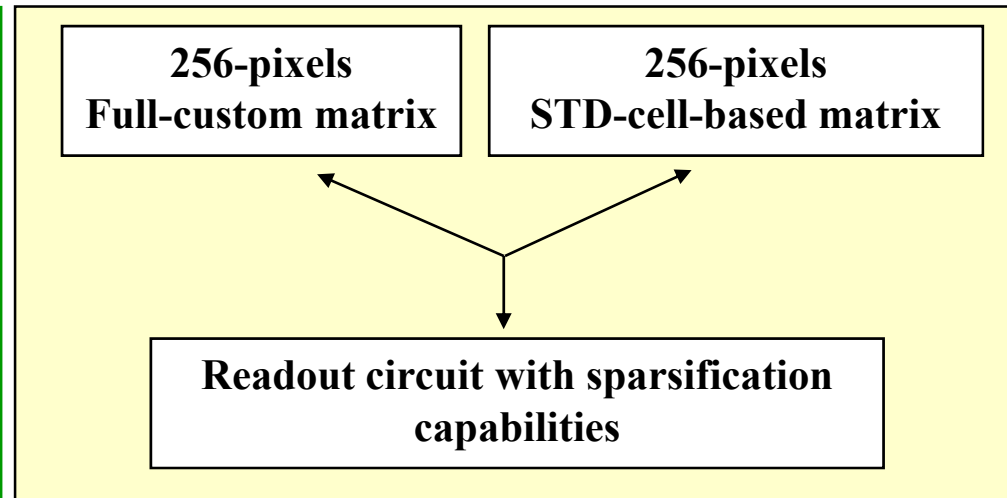 256-pixels
Full-custom matrix
256-pixels
STD-cell-based matrix
Readout circuit with sparsification
capabilities